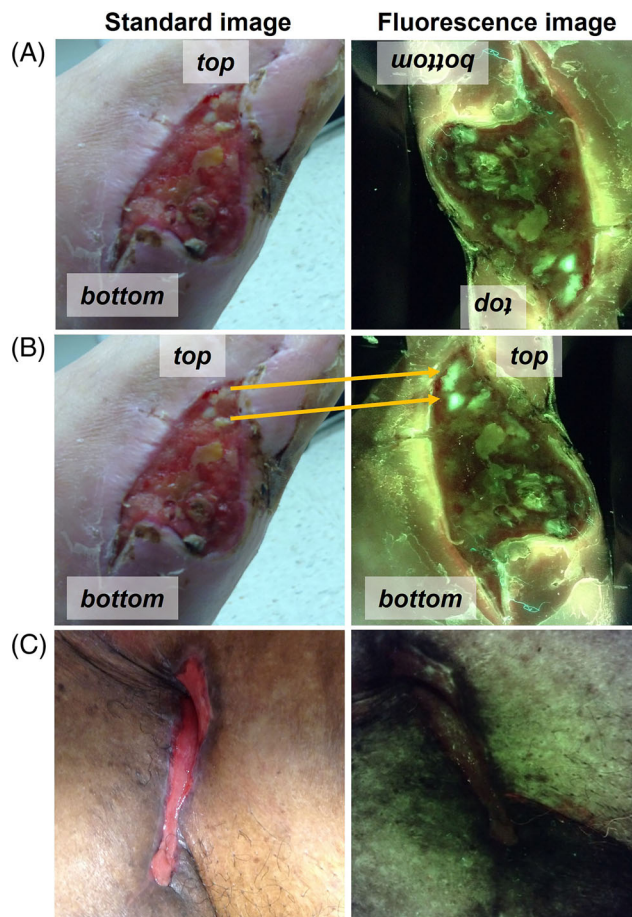 Standard image Fluorescence image
(A)
top bottom
bottom top
(B)
top top
bottom bottom
(C)